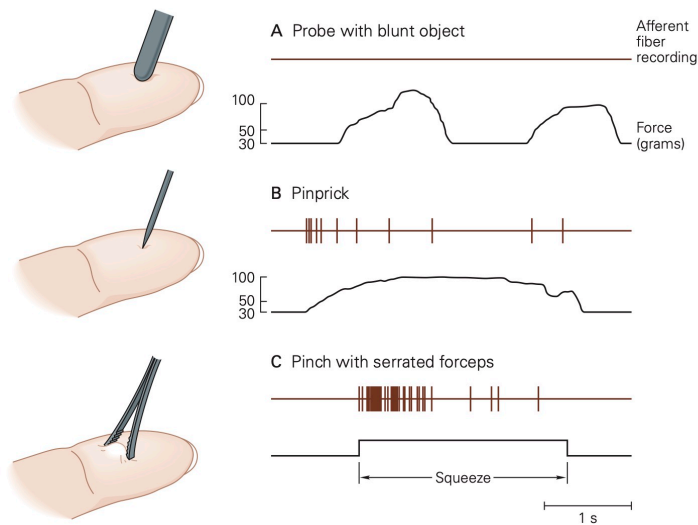 A Probe with blunt object
Afferent
fiber
recording
100
50
30
Force
(grams)
B Pinprick
100
50
30
C Pinch with serrated forceps
Squeeze
1 s